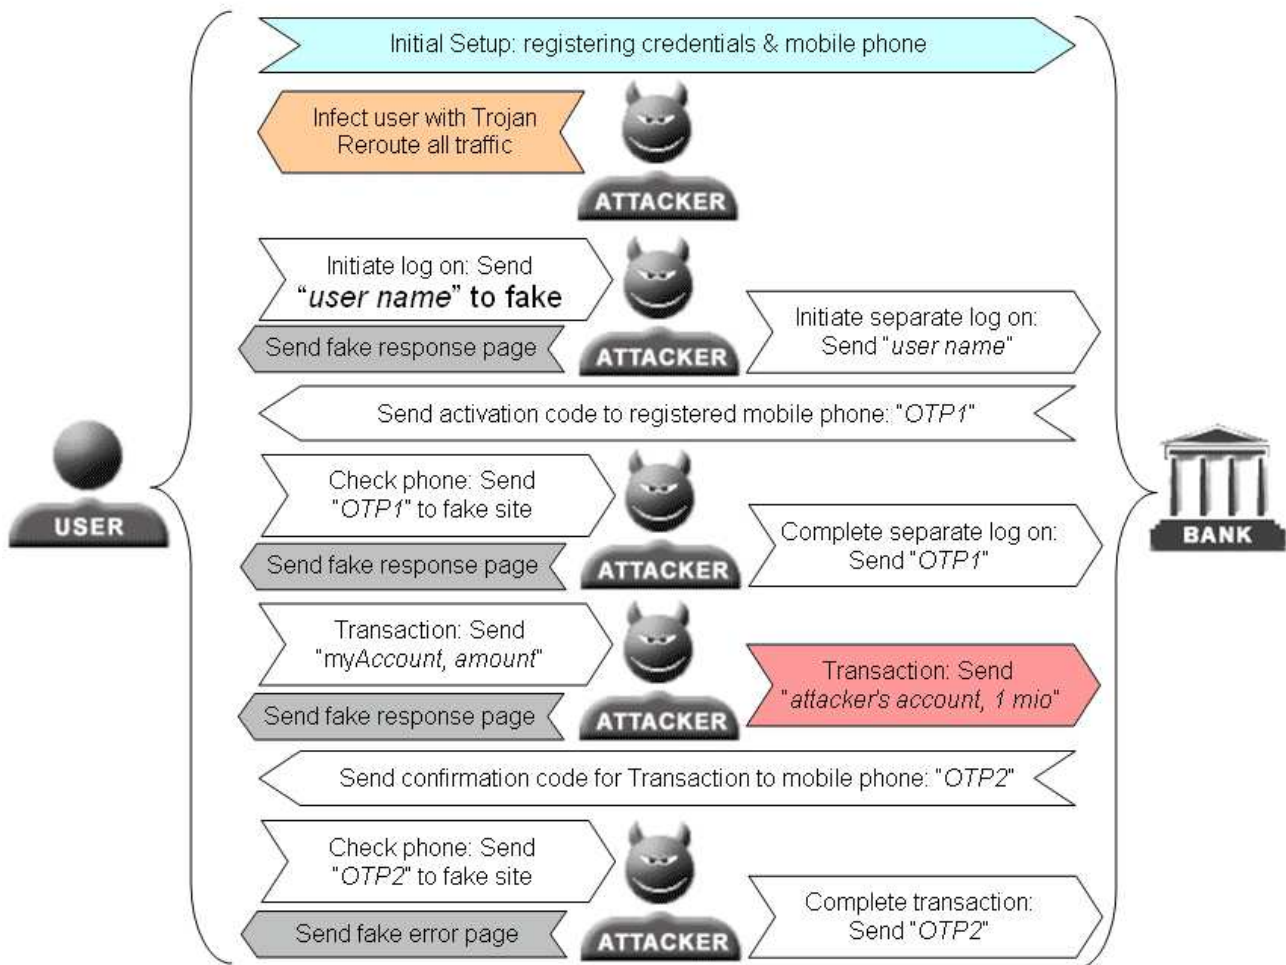 Initial Setup: registering credentials & mobile phone
Infect user with Trojan
Reroute all traffic
ATTACKER
Initiate log on: Send
“user name” to fake
Send fake response page
ATTACKER
Initiate separate log on:
Send "user name"
Send activation code to registered mobile phone: "OTP1"
USER
BANK
Check phone: Send
"OTP1" to fake site
Send fake response page
ATTACKER
Complete separate log on:
Send "OTP1"
Transaction: Send
"myAccount, amount"
Send fake response page
ATTACKER
Transaction: Send
"attacker's account, 1 mio"
Send confirmation code for Transaction to mobile phone: "OTP2"
Check phone: Send
"OTP2" to fake site
Send fake error page
ATTACKER
Complete transaction:
Send "OTP2"